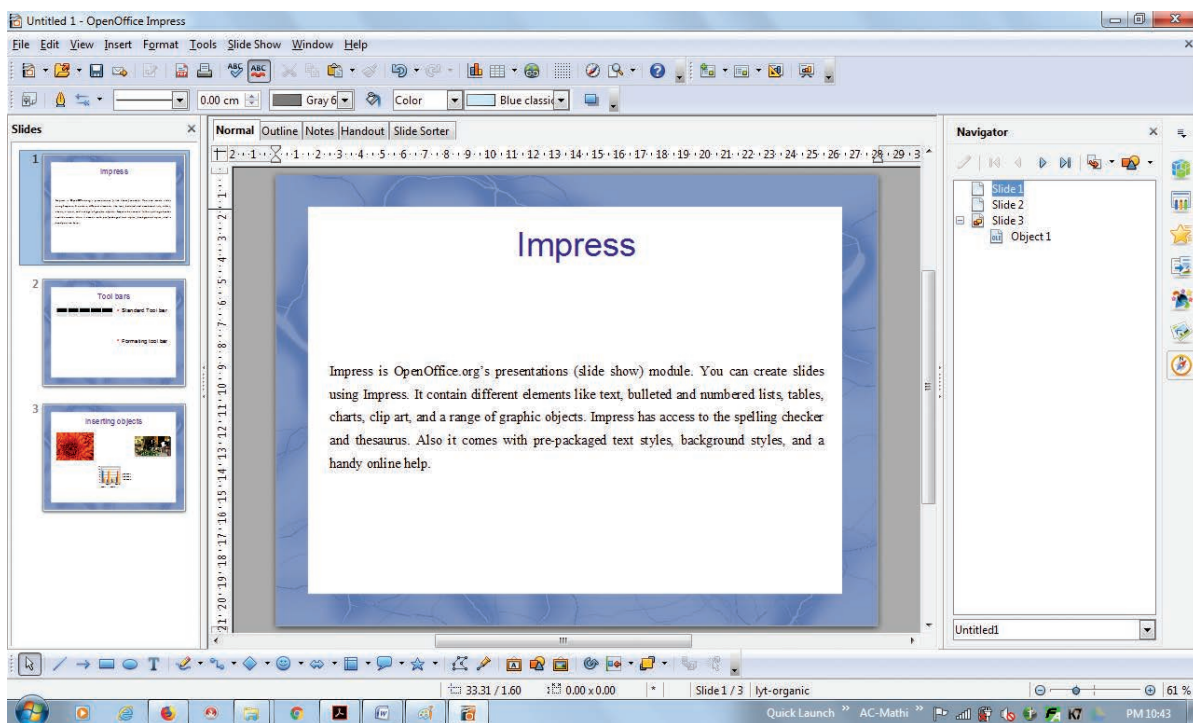 Untitled 1 - OpenOffice Impress
File Edit View Insert Format Tools Slide Show Window Help
0.00 cm Gray 6 Color Blue classic
Slides
Normal Outline Notes Handout Slide Sorter
Navigator
1
Impress
2
Tool bars
Standard Tool bar
Formating tool bar
3
Inserting objects
Impress
Impress is OpenOffice.org’s presentations (slide show) module. You can create slides
using Impress. It contain different elements like text, bulleted and numbered lists, tables,
charts, clip art, and a range of graphic objects. Impress has access to the spelling checker
and thesaurus. Also it comes with pre-packaged text styles, background styles, and a
handy online help.
Slide 1
Slide 2
Slide 3
Object 1
Untitled1
33.31 / 1.60 0.00 x 0.00 * Slide 1 / 3 lyt-organic 61 %
Quick Launch » AC-Mathi » PM 10:43